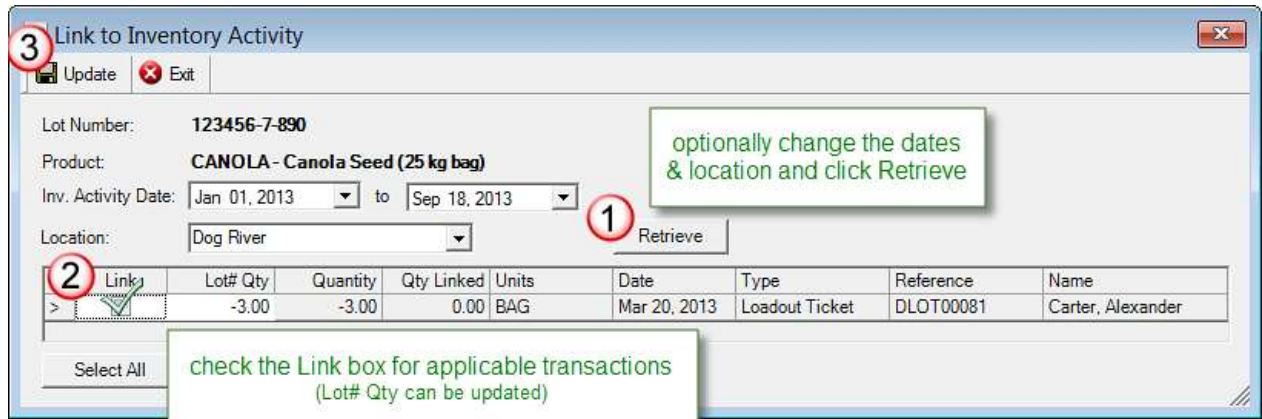 Link to Inventory Activity
3
Update Exit
Lot Number: 123456-7-890
Product: CANOLA - Canola Seed (25 kg bag)
optionally change the dates
& location and click Retrieve
Inv. Activity Date: Jan 01, 2013 to Sep 18, 2013
1
Location: Dog River Retrieve
2
Link Lot# Qty Quantity Qty Linked Units Date Type Reference Name
> -3.00 -3.00 0.00 BAG Mar 20, 2013 Loadout Ticket DLOT00081 Carter, Alexander
Select All
check the Link box for applicable transactions
(Lot# Qty can be updated)